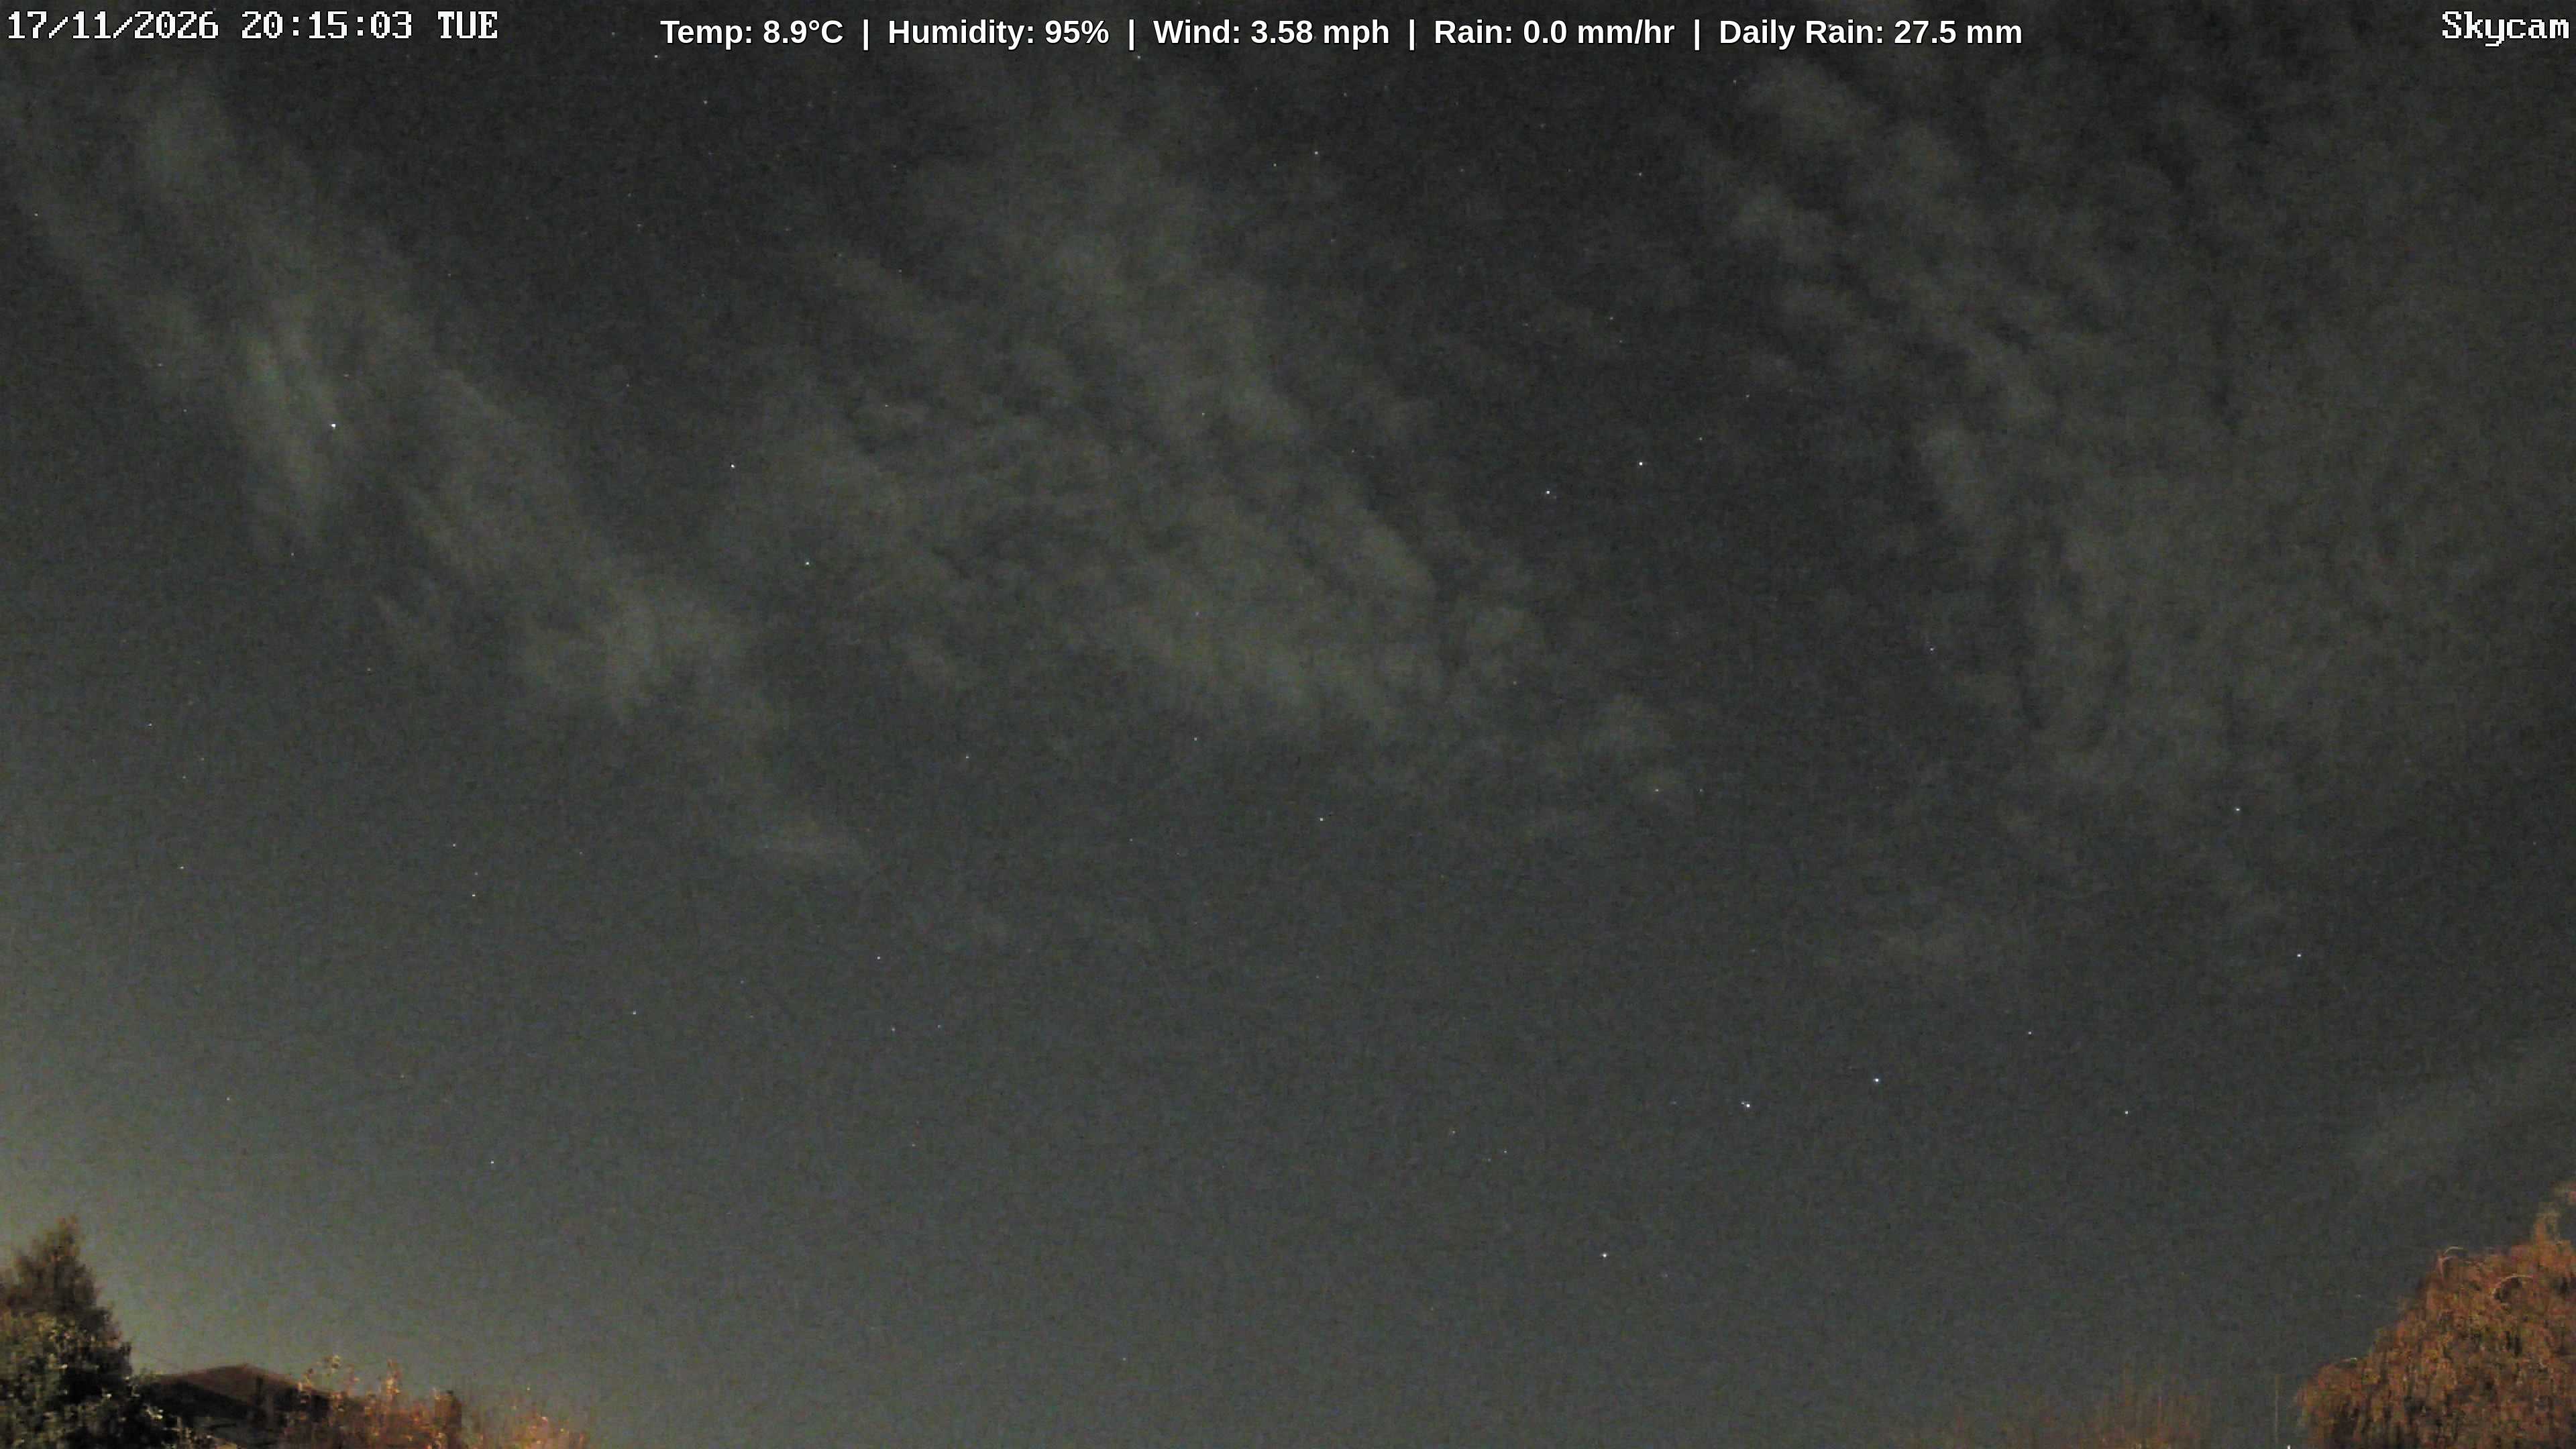 17/11/2026 20:15:03 TUE
Temp: 8.9°C | Humidity: 95% | Wind: 3.58 mph | Rain: 0.0 mm/hr | Daily Rain: 27.5 mm
Skycam